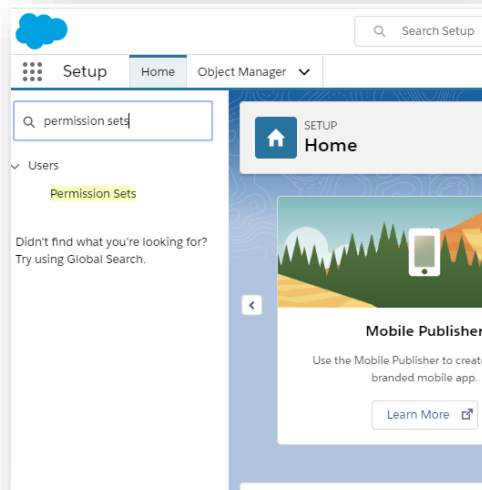 Search Setup
Setup
Home
Object Manager
permission sets
Users
Permission Sets
Didn't find what you're looking for?
Try using Global Search.
SETUP
Home
Mobile Publisher
Use the Mobile Publisher to create
branded mobile app.
Learn More